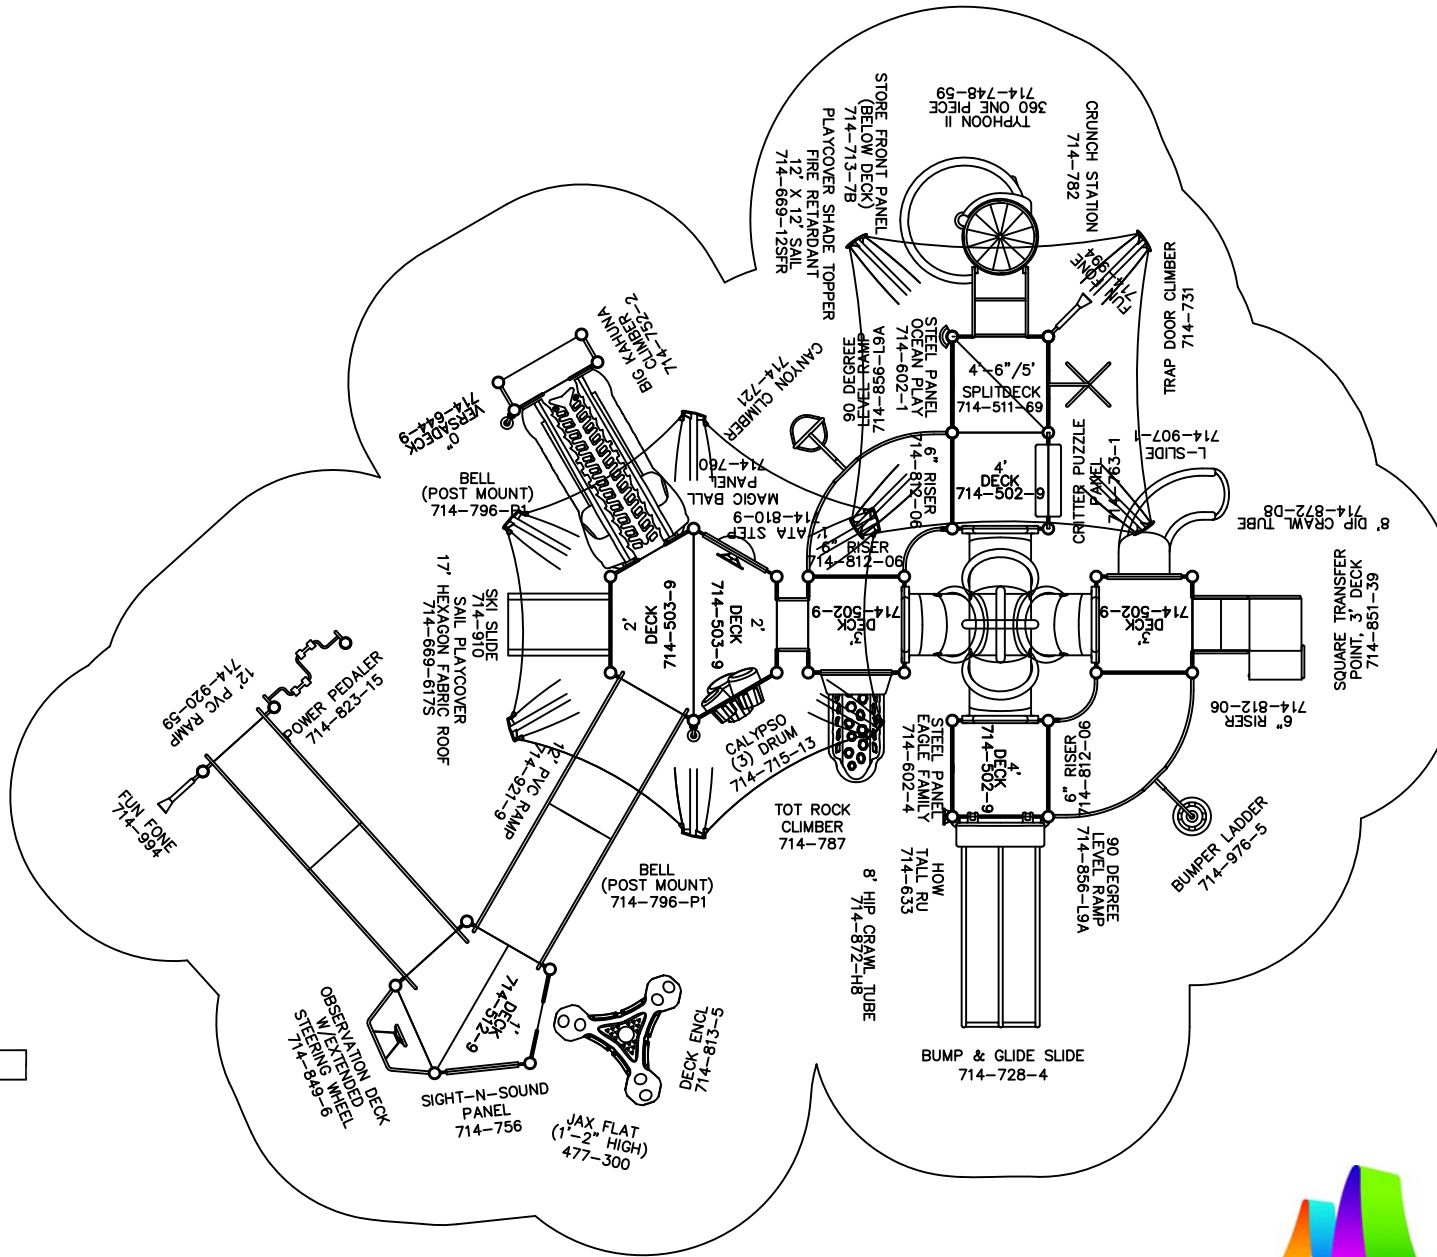 TYPHOON II
360 ONE PIECE
714-748-59
STORE FRONT PANEL
(BELOW DECK)
714-713-7B
PLAYCOVER SHADE TOPPER
FIRE RETARDANT
12' X 12' SAIL
714-669-12SFR
CRUNCH STATION
714-782
FUN FONE
714-994
TRAP DOOR CLIMBER
714-731
BIG KAHUNA
CLIMBER
714-752-2
0"
VERSADECK
714-644-9
CANYON CLIMBER
714-721
90 DEGREE
LEVEL RAMP
714-856-L9A
STEEL PANEL
OCEAN PLAY
714-602-1
4'-6"/5'
SPLITDECK
714-511-69
6" RISER
714-812-06
4'
DECK
714-502-9
CRITTER PUZZLE
PANEL
714-763-1
L-SLIDE
714-907-1
BELL
(POST MOUNT)
714-796-P1
MAGIC BALL
PANEL
714-760
1' ATA STEP
714-810-9
6" RISER
714-812-06
8' DIP CRAWL TUBE
714-872-D8
SKI SLIDE
714-910
SAIL PLAYCOVER
17' HEXAGON FABRIC ROOF
714-669-617S
2'
DECK
714-503-9
2'
DECK
714-503-9
3'
DECK
714-502-9
3'
DECK
714-502-9
SQUARE TRANSFER
POINT, 3' DECK
714-851-39
6" RISER
714-812-06
12' PVC RAMP
714-920-59
POWER PEDALER
714-823-15
12' PVC RAMP
714-921-9
CALYPSO
(3) DRUM
714-715-13
STEEL PANEL
EAGLE FAMILY
714-602-4
4'
DECK
714-502-9
6" RISER
714-812-06
FUN FONE
714-994
TOT ROCK
CLIMBER
714-787
BUMPER LADDER
714-976-5
90 DEGREE
LEVEL RAMP
714-856-L9A
HOW
TALL RU
714-633
BELL
(POST MOUNT)
714-796-P1
8' HIP CRAWL TUBE
714-872-H8
1'
DECK
714-512-9
OBSERVATION DECK
W/EXTENDED
STEERING WHEEL
714-849-6
DECK ENCL
714-813-5
BUMP & GLIDE SLIDE
714-728-4
SIGHT-N-SOUND
PANEL
714-756
JAX FLAT
(1'-2" HIGH)
477-300